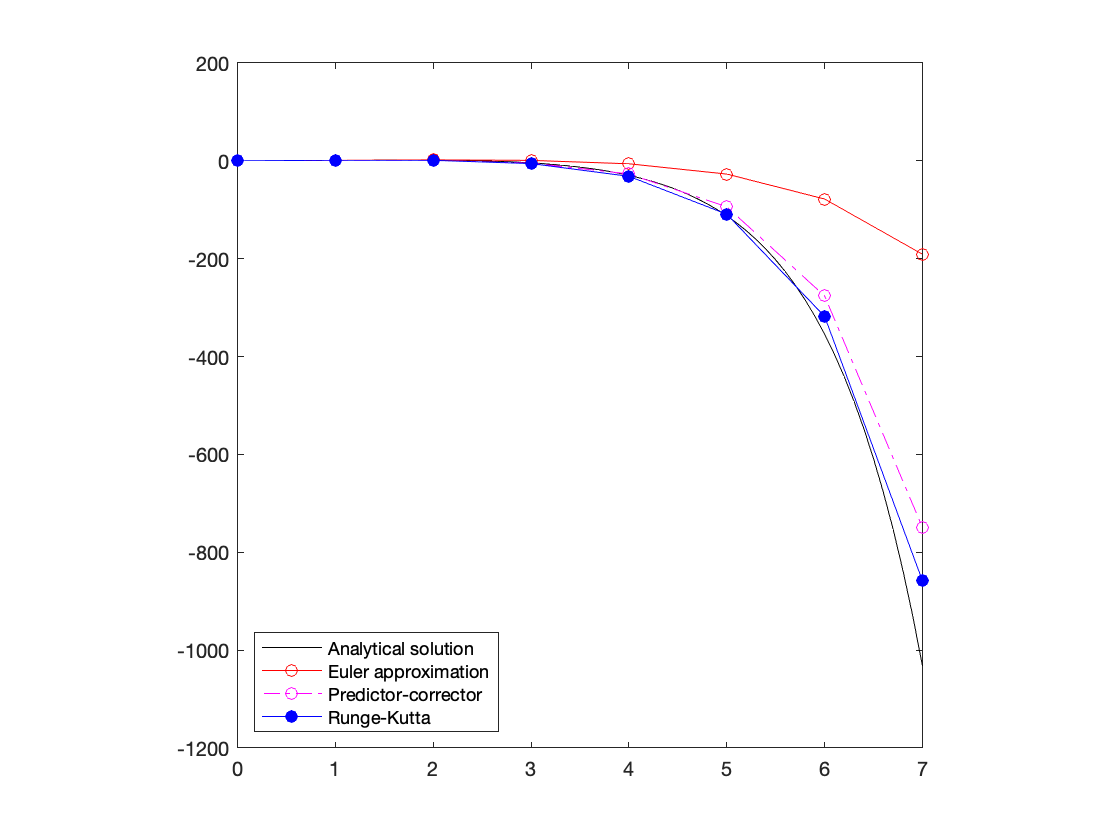 200
0
-200
-400
-600
-800
-1000
-1200
0 1 2 3 4 5 6 7
Analytical solution
Euler approximation
Predictor-corrector
Runge-Kutta